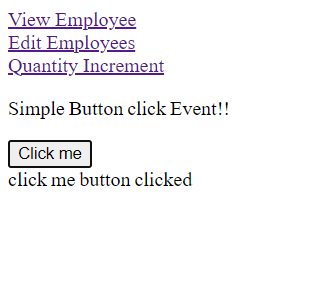 View Employee
Edit Employees
Quantity Increment
Simple Button click Event!!
Click me
click me button clicked